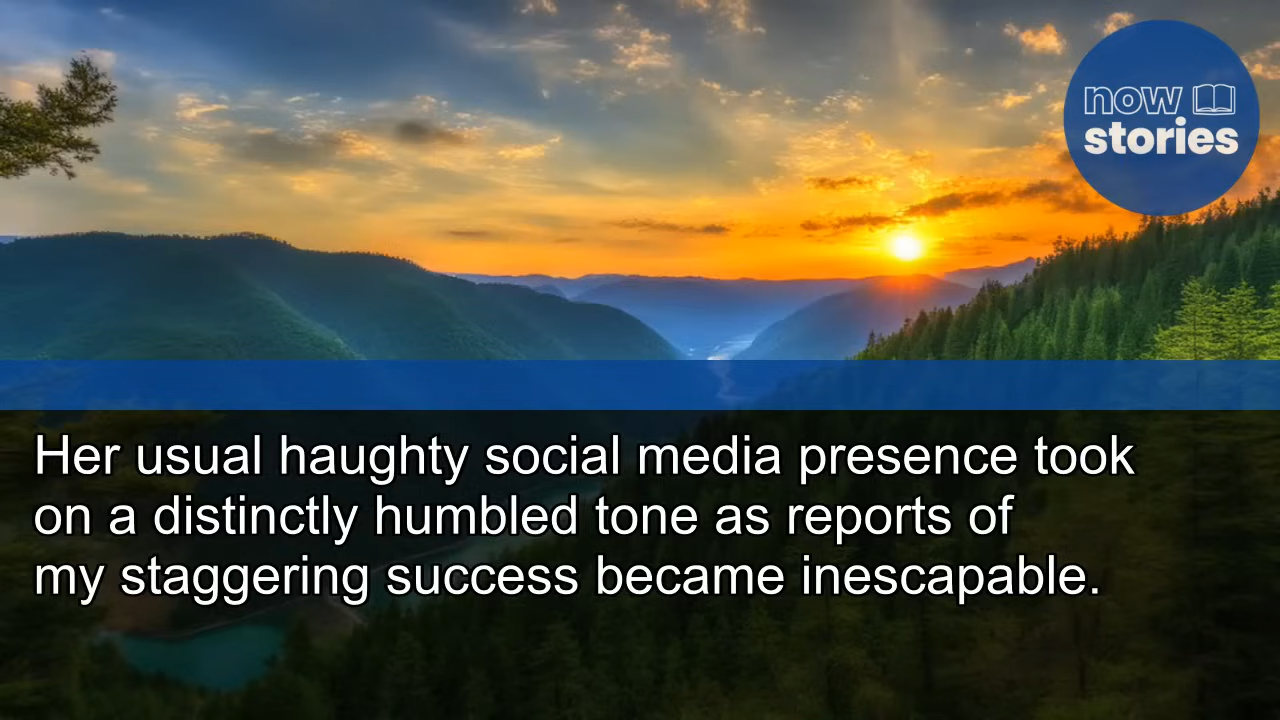 now
stories
Her usual haughty social media presence took
on a distinctly humbled tone as reports of
my staggering success became inescapable.